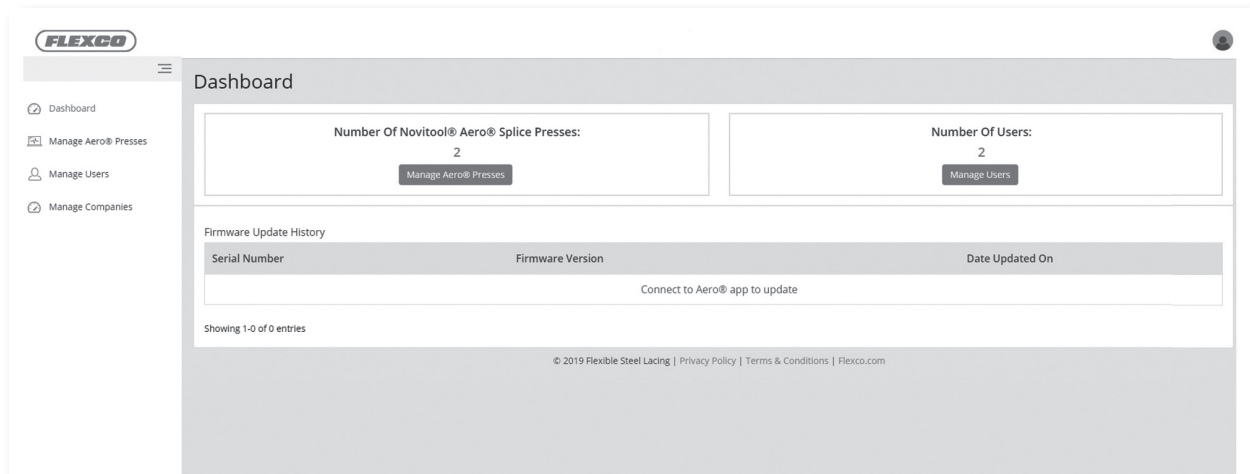 FLEXCO
Dashboard
Manage Aero® Presses
Manage Users
Manage Companies
Dashboard
Number Of Novitool® Aero® Splice Presses:
2
Manage Aero® Presses
Number Of Users:
2
Manage Users
Firmware Update History
Serial Number Firmware Version Date Updated On
Connect to Aero® app to update
Showing 1-0 of 0 entries
© 2019 Flexible Steel Lacing | Privacy Policy | Terms & Conditions | Flexco.com